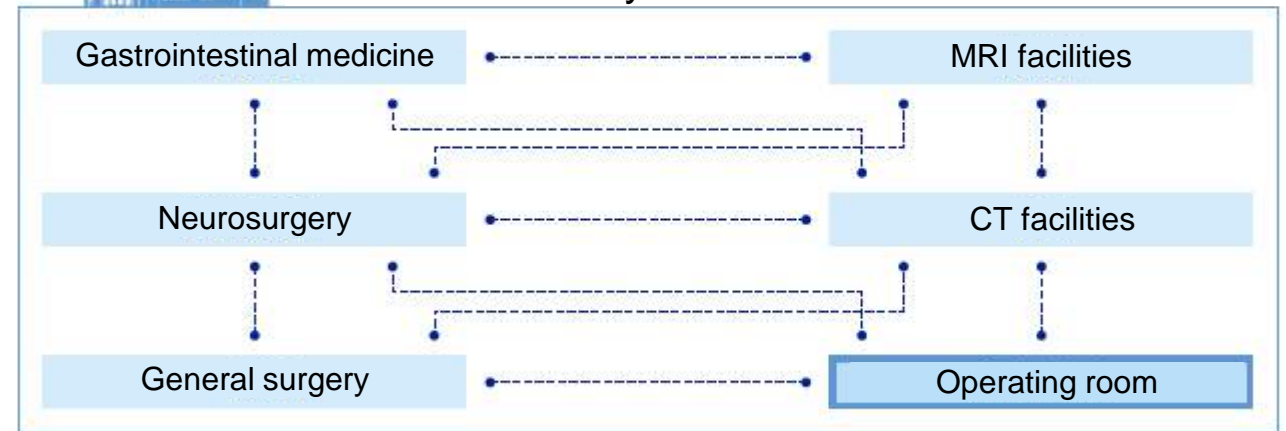 Gastrointestinal medicine
MRI facilities
Neurosurgery
CT facilities
General surgery
Operating room